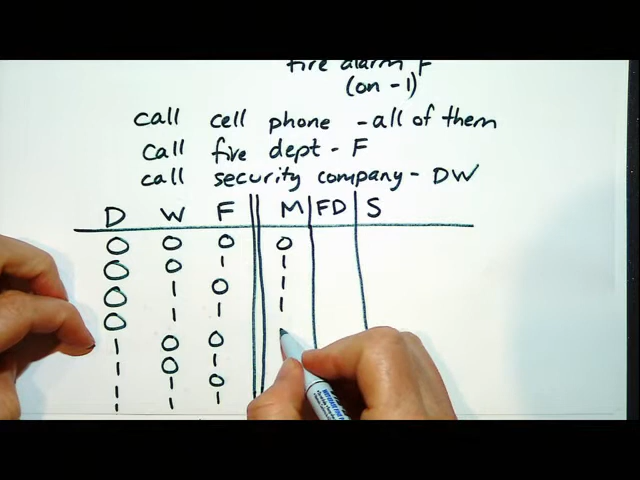 fire alarm F
(on - 1)
call cell phone - all of them
call fire dept - F
call security company - DW
D W F M FD S
0 0 0 0
0 0 1 1
0 1 0 1
0 1 1 1
1 0 0
1 0 1
1 1 0
1 1 1